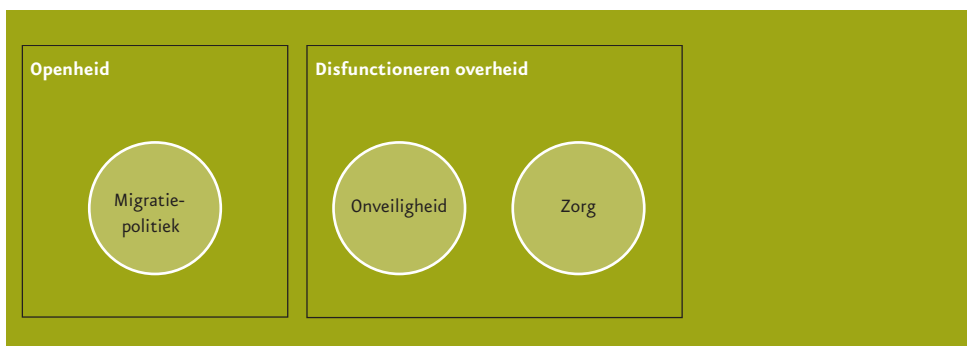 Openheid
Disfunctioneren overheid
Migratie-
politiek
Onveiligheid
Zorg